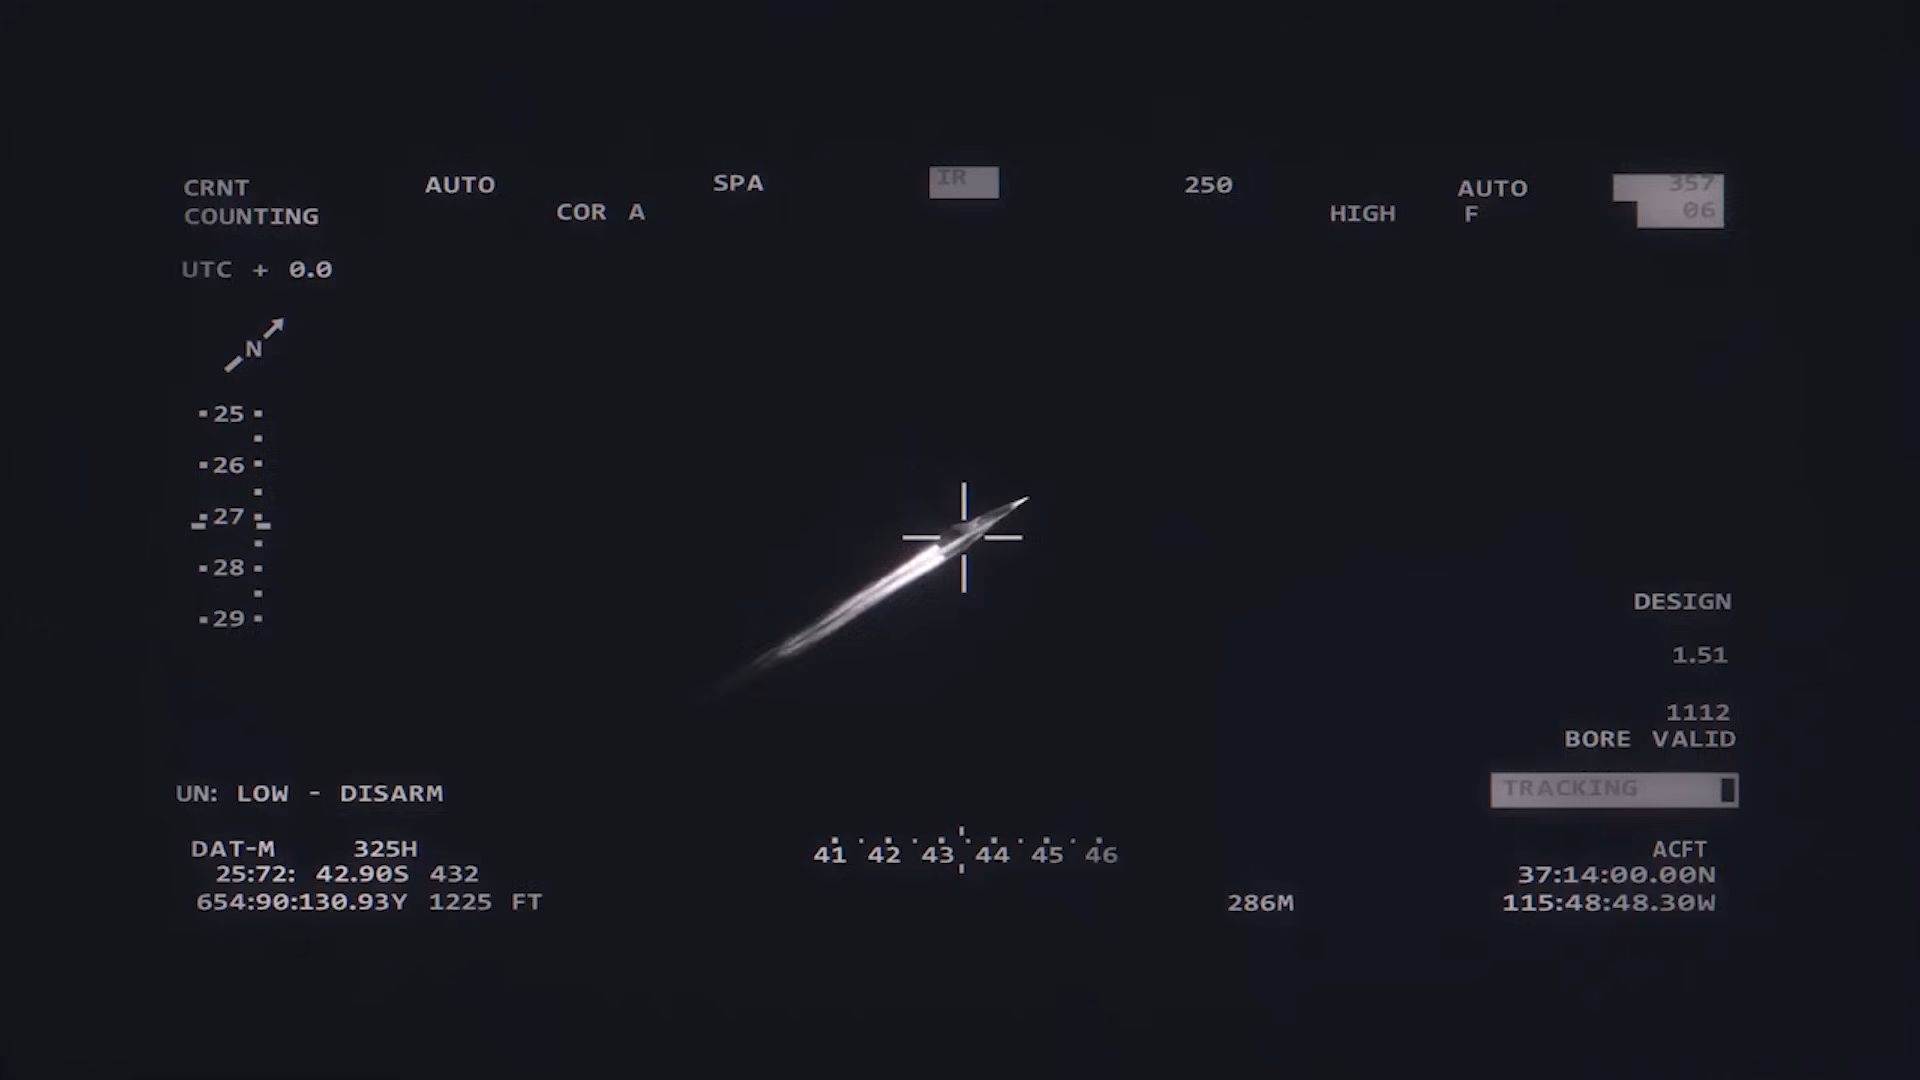 CRNT
COUNTING
AUTO
COR A
SPA
IR
250
HIGH
AUTO
F
357
06
UTC + 0.0
N
25
26
27
28
29
DESIGN
1.51
1112
BORE VALID
TRACKING
UN: LOW - DISARM
DAT-M 325H
25:72: 42.90S 432
654:90:130.93Y 1225 FT
41 42 43 44 45 46
286M
ACFT
37:14:00.00N
115:48:48.30W